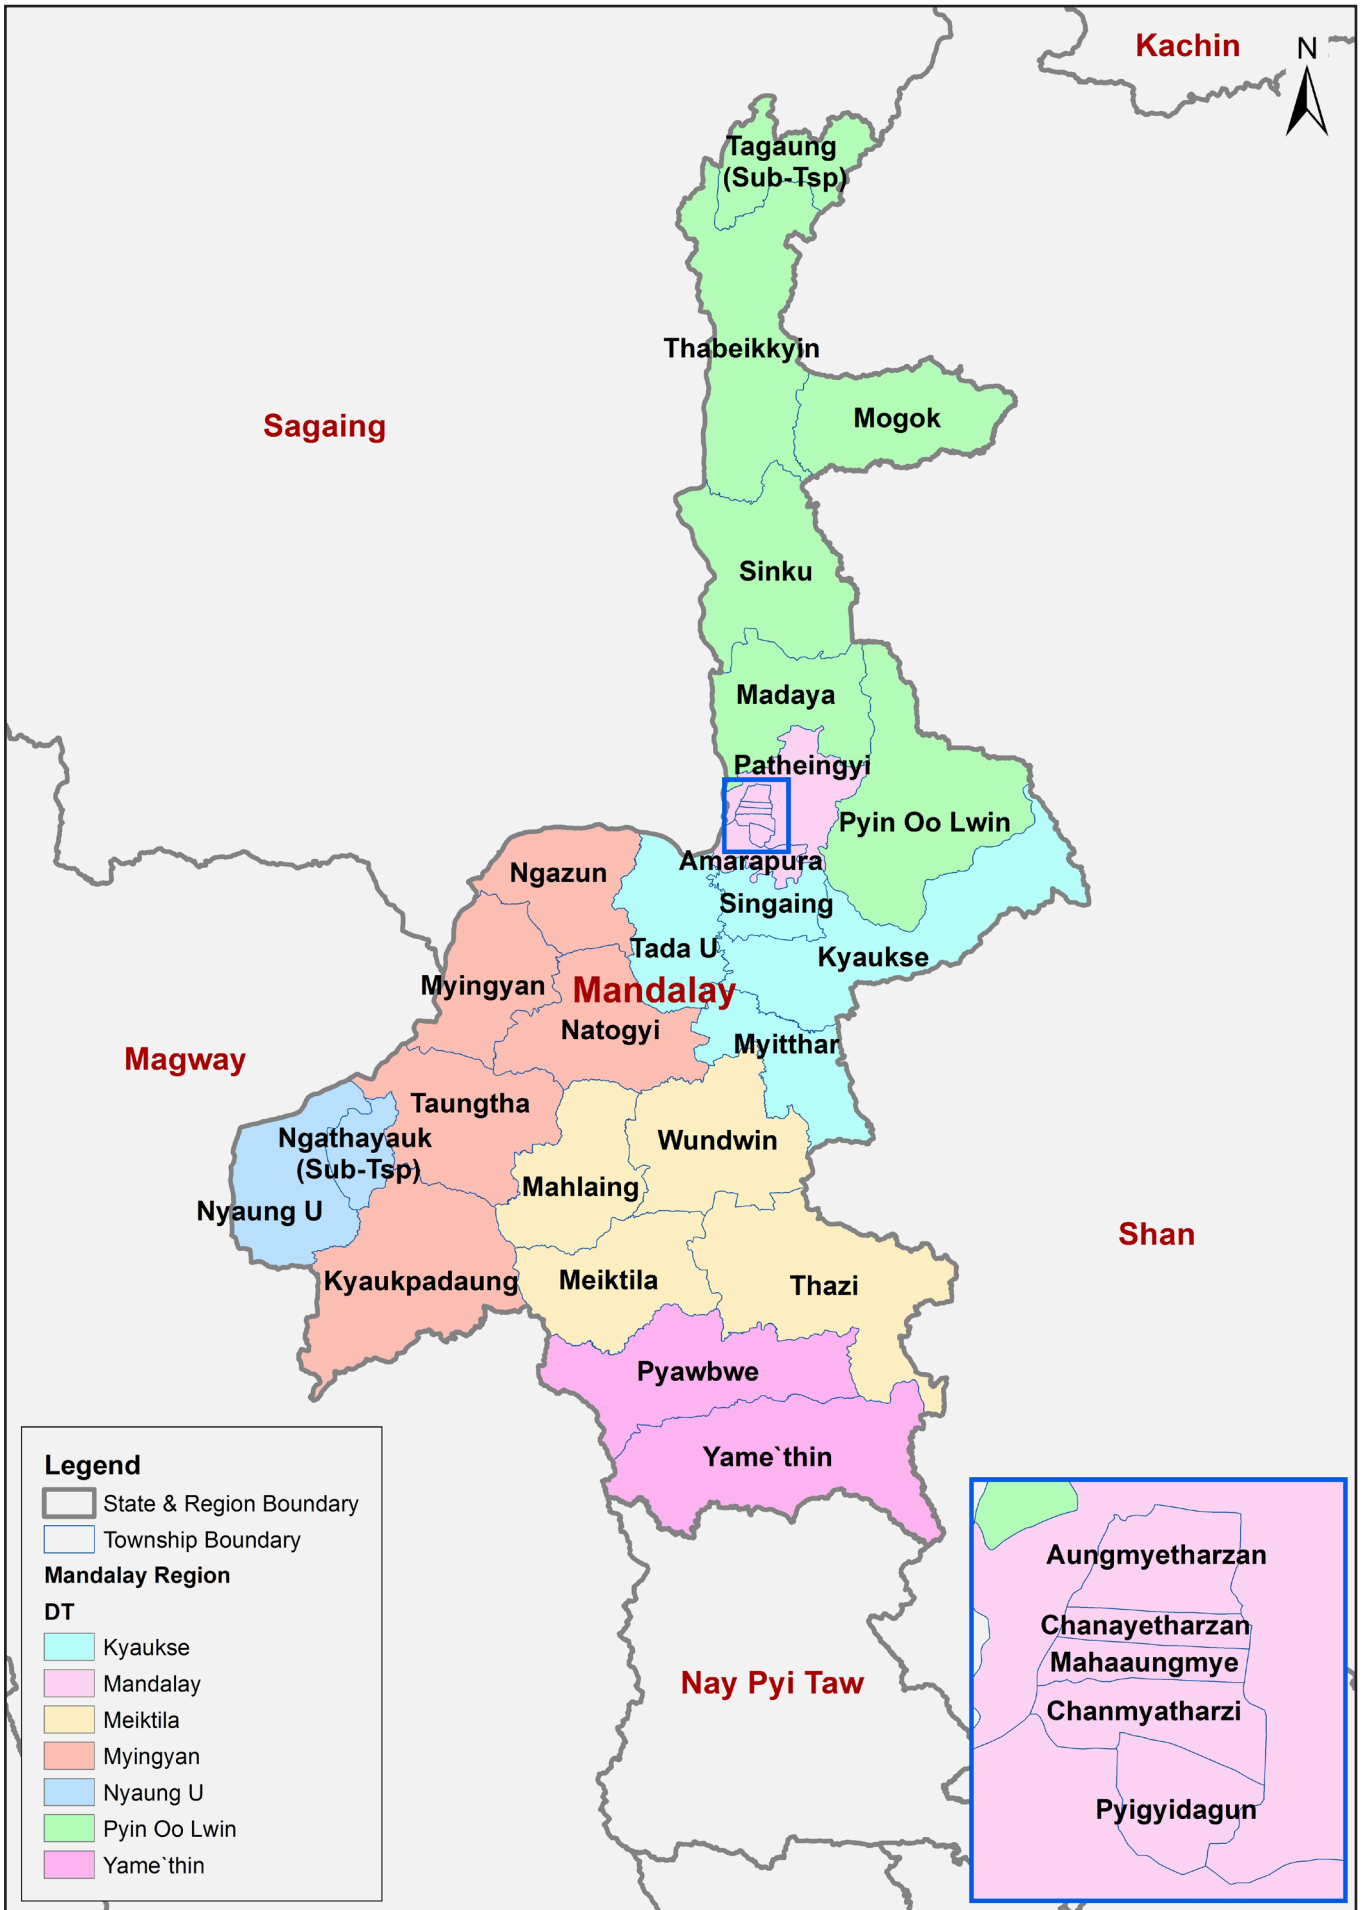 Kachin
N
Tagaung
(Sub-Tsp)
Thabeikkyin
Mogok
Sagaing
Sinku
Madaya
Patheingyi
Pyin Oo Lwin
Amarapura
Ngazun
Singaing
Tada U
Kyaukse
Myingyan
Mandalay
Natogyi
Myitthar
Magway
Taungtha
Ngathayauk
(Sub-Tsp)
Wundwin
Mahlaing
Nyaung U
Shan
Kyaukpadaung
Meiktila
Thazi
Pyawbwe
Yame`thin
Nay Pyi Taw
Legend
State & Region Boundary
Township Boundary
Mandalay Region
DT
Kyaukse
Mandalay
Meiktila
Myingyan
Nyaung U
Pyin Oo Lwin
Yame`thin
Aungmyetharzan
Chanayetharzan
Mahaaungmye
Chanmyatharzi
Pyigyidagun